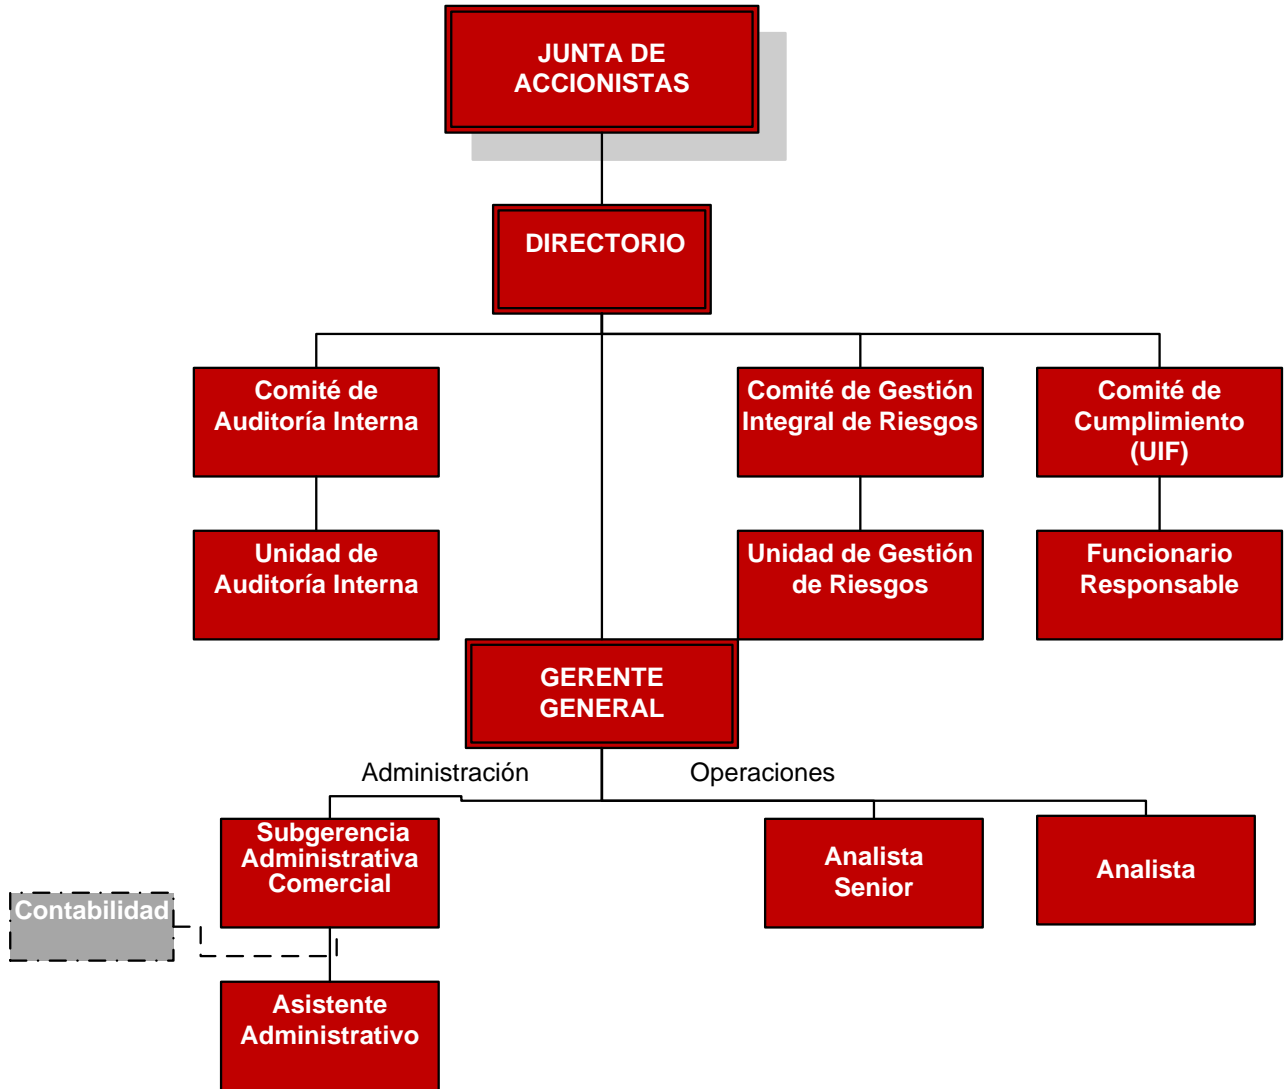 JUNTA DE
ACCIONISTAS
DIRECTORIO
Comité de
Auditoría Interna
Comité de Gestión
Integral de Riesgos
Comité de
Cumplimiento
(UIF)
Unidad de
Auditoría Interna
Unidad de Gestión
de Riesgos
Funcionario
Responsable
GERENTE
GENERAL
Administración
Operaciones
Subgerencia
Administrativa
Comercial
Analista
Senior
Analista
Contabilidad
Asistente
Administrativo